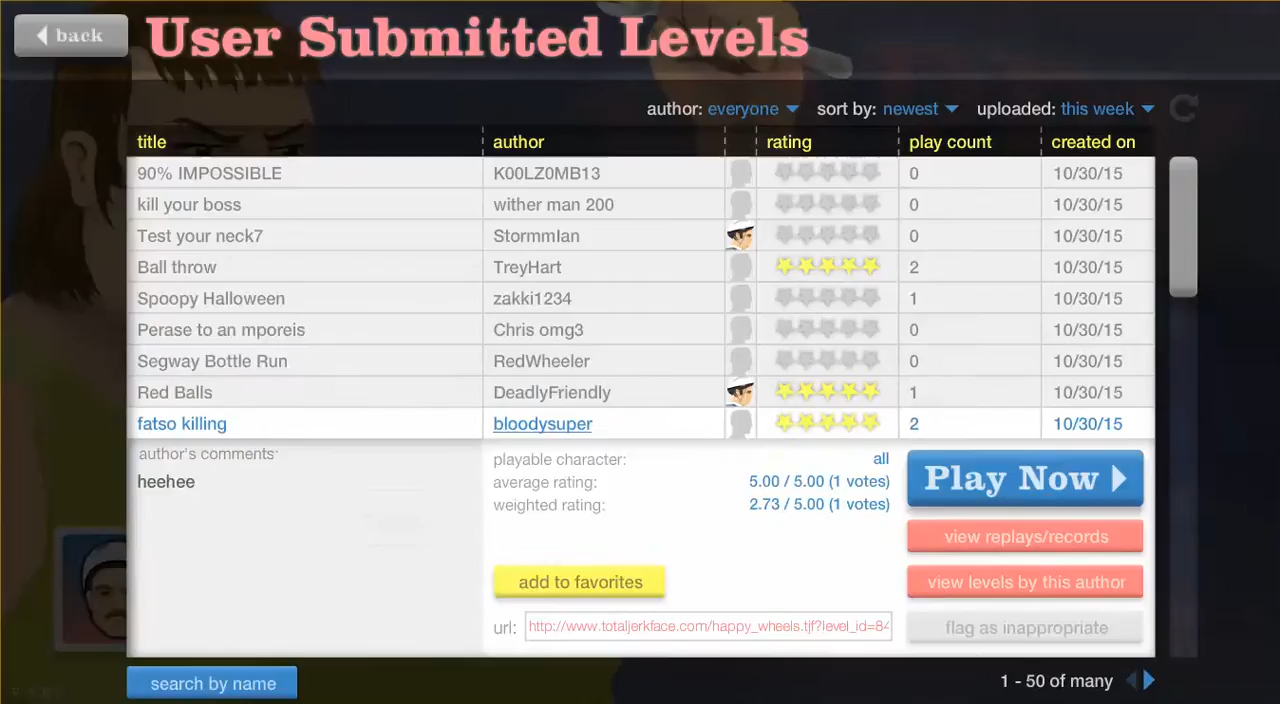 back
User Submitted Levels
author: everyone sort by: newest uploaded: this week
title author rating play count created on
90% IMPOSSIBLE K00LZ0MB13 0 10/30/15
kill your boss wither man 200 0 10/30/15
Test your neck7 StormmIan 0 10/30/15
Ball throw TreyHart 2 10/30/15
Spoopy Halloween zakki1234 1 10/30/15
Perase to an mporeis Chris omg3 0 10/30/15
Segway Bottle Run RedWheeler 0 10/30/15
Red Balls DeadlyFriendly 1 10/30/15
fatso killing bloodysuper 2 10/30/15
author's comments:
heehee
playable character: all
average rating: 5.00 / 5.00 (1 votes)
weighted rating: 2.73 / 5.00 (1 votes)
Play Now
view replays/records
add to favorites
view levels by this author
url: http://www.totaljerkface.com/happy_wheels.tjf?level_id=84
flag as inappropriate
search by name
1 - 50 of many